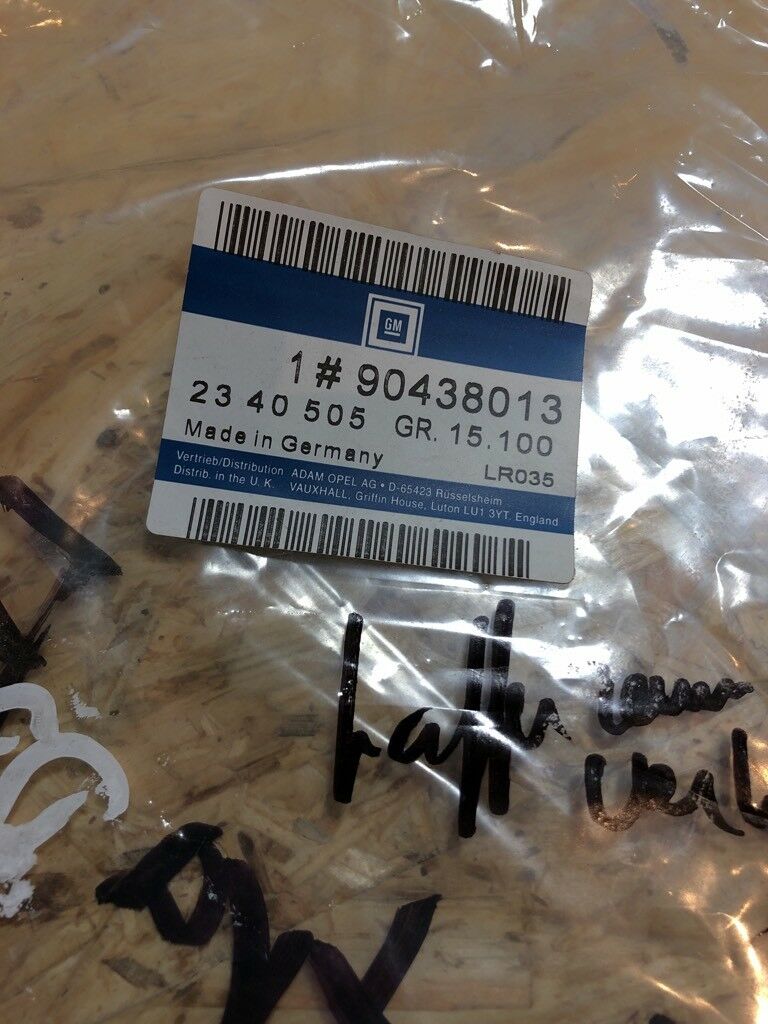 GM
1 # 90438013
23 40 505 GR. 15.100
Made in Germany LR035
Vertrieb/Distribution ADAM OPEL AG • D-65423 Rüsselsheim
Distrib. in the U. K. VAUXHALL, Griffin House, Luton LU1 3YT. England